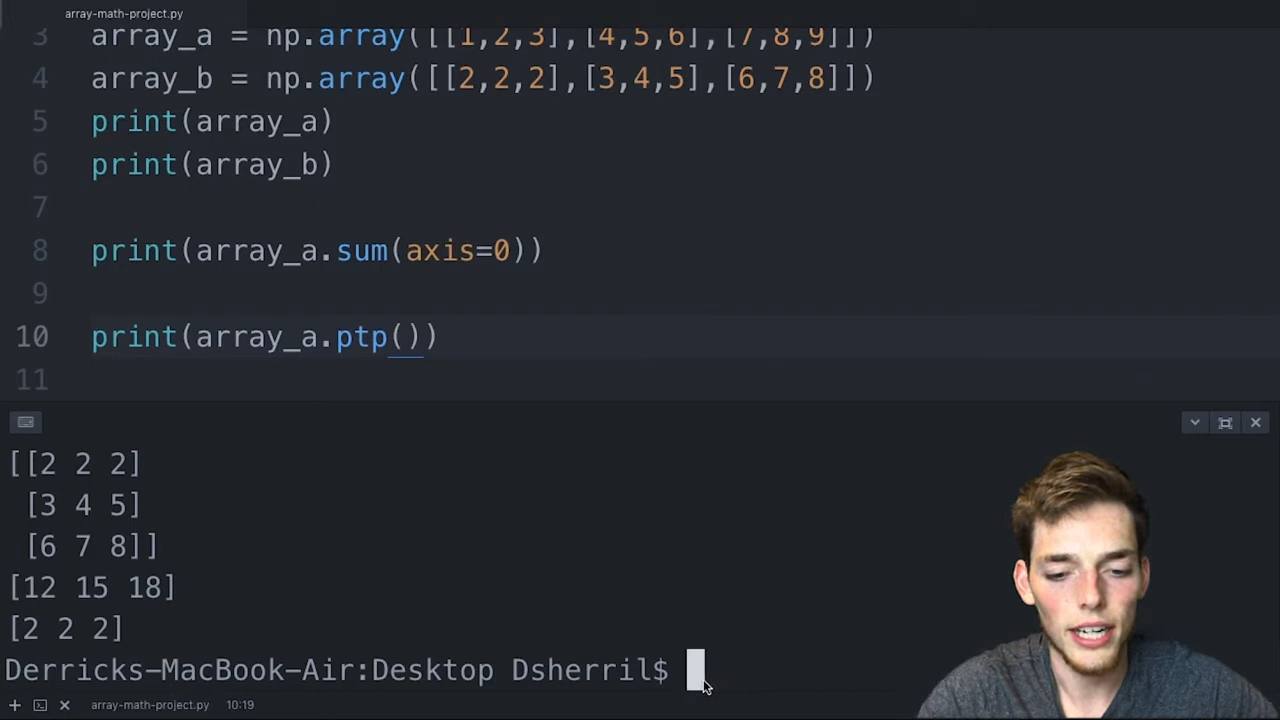 array-math-project.py
3 array_a = np.array([[1,2,3],[4,5,6],[7,8,9]])
4 array_b = np.array([[2,2,2],[3,4,5],[6,7,8]])
5 print(array_a)
6 print(array_b)
7
8 print(array_a.sum(axis=0))
9
10 print(array_a.ptp())
11
[[2 2 2]
[3 4 5]
[6 7 8]]
[12 15 18]
[2 2 2]
Derricks-MacBook-Air:Desktop Dsherril$
array-math-project.py 10:19